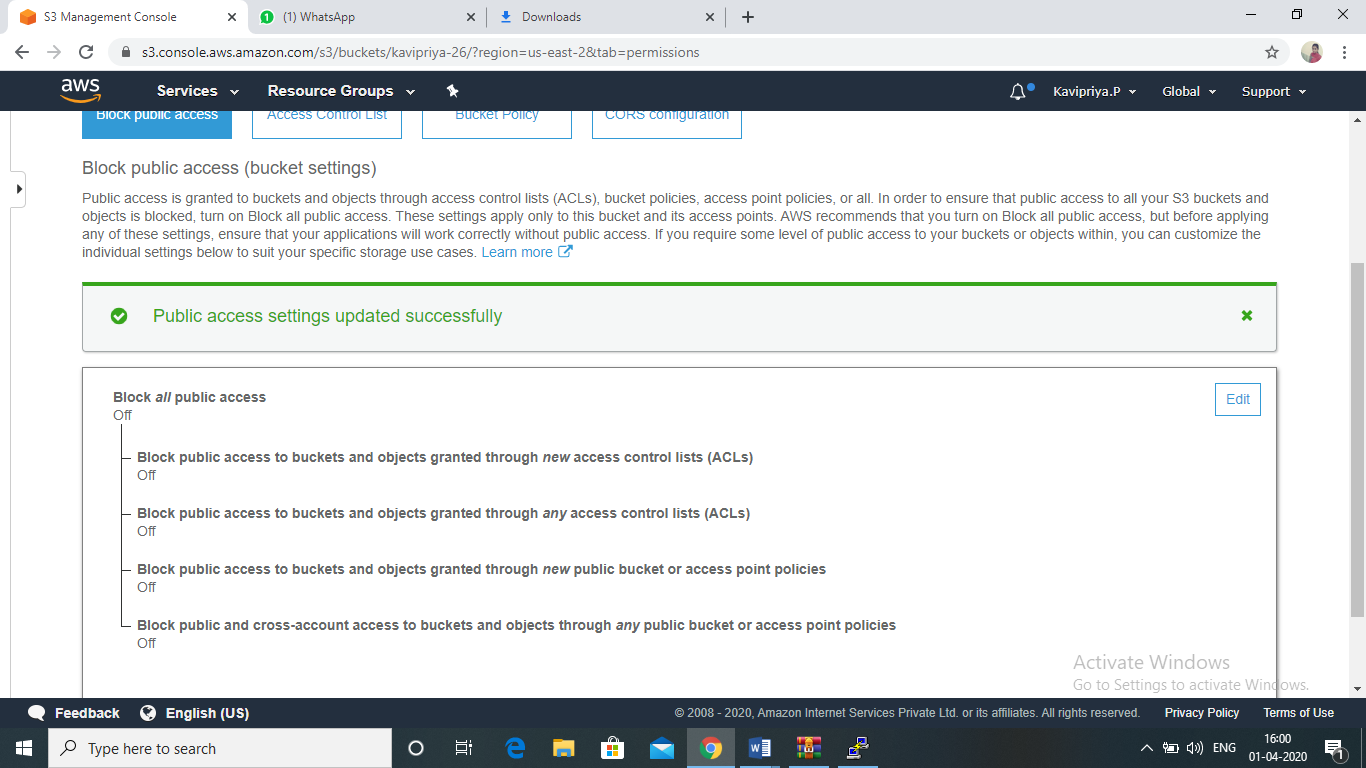 S3 Management Console
(1) WhatsApp
Downloads
s3.console.aws.amazon.com/s3/buckets/kavipriya-26/?region=us-east-2&tab=permissions
aws
Services
Resource Groups
Kavipriya.P
Global
Support
Block public access
Access Control List
Bucket Policy
CORS configuration
Block public access (bucket settings)
Public access is granted to buckets and objects through access control lists (ACLs), bucket policies, access point policies, or all. In order to ensure that public access to all your S3 buckets and
objects is blocked, turn on Block all public access. These settings apply only to this bucket and its access points. AWS recommends that you turn on Block all public access, but before applying
any of these settings, ensure that your applications will work correctly without public access. If you require some level of public access to your buckets or objects within, you can customize the
individual settings below to suit your specific storage use cases. Learn more
Public access settings updated successfully
Block all public access
Off
Edit
Block public access to buckets and objects granted through new access control lists (ACLs)
Off
Block public access to buckets and objects granted through any access control lists (ACLs)
Off
Block public access to buckets and objects granted through new public bucket or access point policies
Off
Block public and cross-account access to buckets and objects through any public bucket or access point policies
Off
Activate Windows
Go to Settings to activate Windows.
Feedback
English (US)
© 2008 - 2020, Amazon Internet Services Private Ltd. or its affiliates. All rights reserved.
Privacy Policy
Terms of Use
Type here to search
ENG
16:00
01-04-2020
1